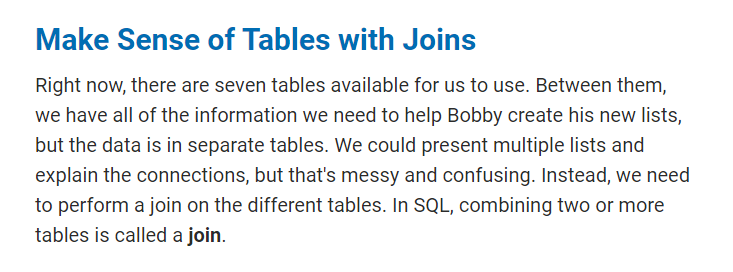 Make Sense of Tables with Joins
Right now, there are seven tables available for us to use. Between them,
we have all of the information we need to help Bobby create his new lists,
but the data is in separate tables. We could present multiple lists and
explain the connections, but that's messy and confusing. Instead, we need
to perform a join on the different tables. In SQL, combining two or more
tables is called a join.